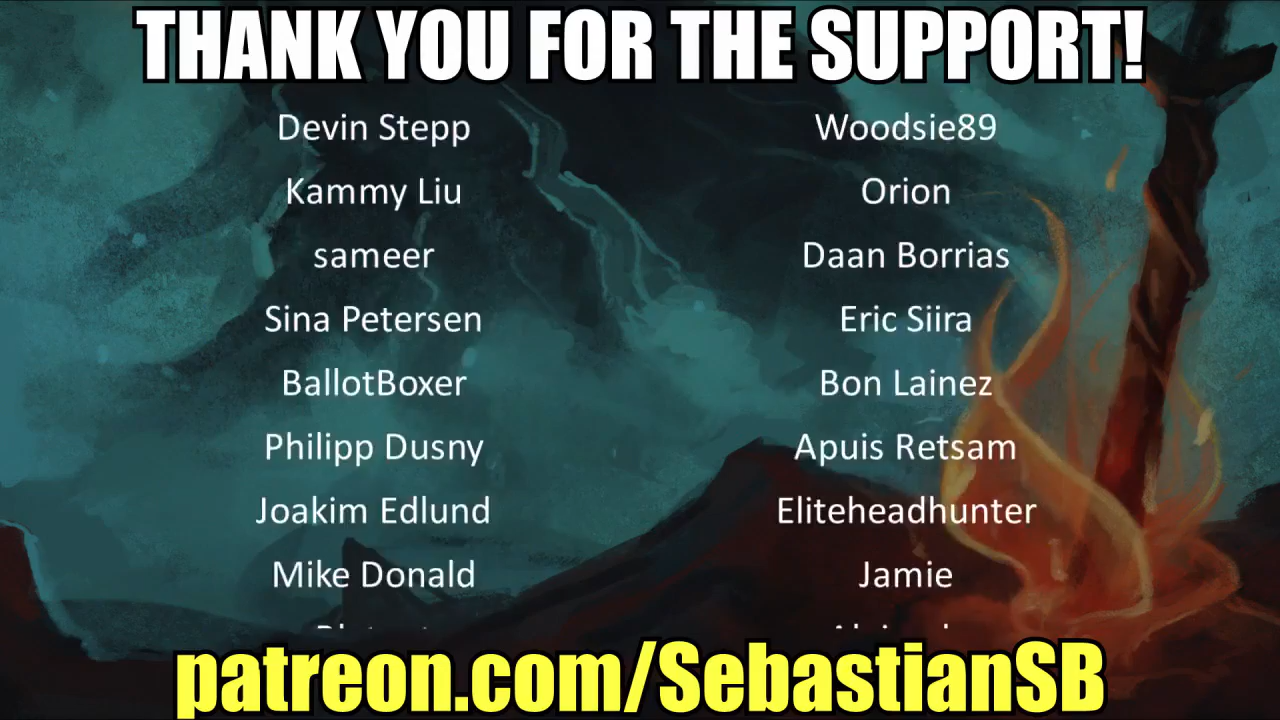 THANK YOU FOR THE SUPPORT!
Devin Stepp
Woodsie89
Kammy Liu
Orion
sameer
Daan Borrias
Sina Petersen
Eric Siira
BallotBoxer
Bon Lainez
Philipp Dusny
Apuis Retsam
Joakim Edlund
Eliteheadhunter
Mike Donald
Jamie
patreon.com/SebastianSB